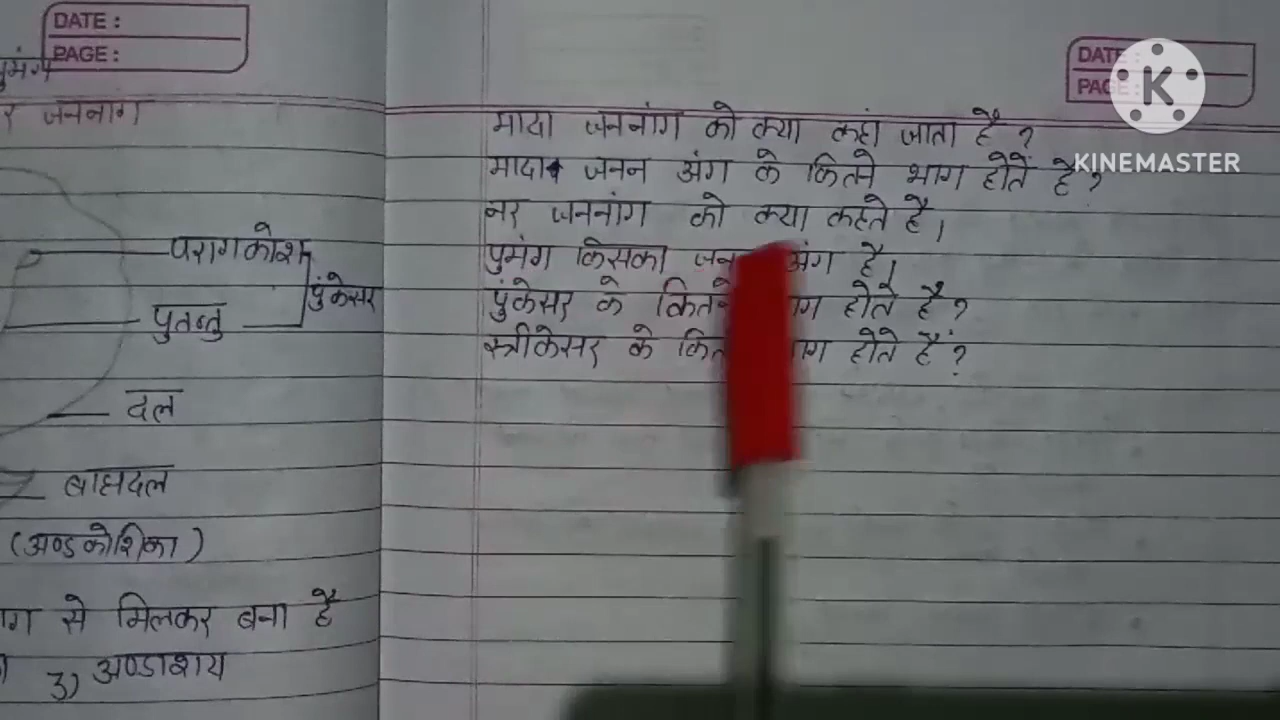 DATE :
PAGE :
पुमंग
जननांग
परागकोश
पुंकेसर
पुतन्तु
दल
बाह्यदल
(अण्डकोशिका)
से मिलकर बना है
3) अण्डाशय
DATE
PAGE
K
KINEMASTER
मादा जननांग को क्या कहां जाता है ?
मादा जनन अंग के कितने भाग होतें है ?
नर जननांग को क्या कहते है।
पुमंग किसका अंग है।
पुंकेसर के होते है ?
स्त्रीकेसर के होते हैं ?